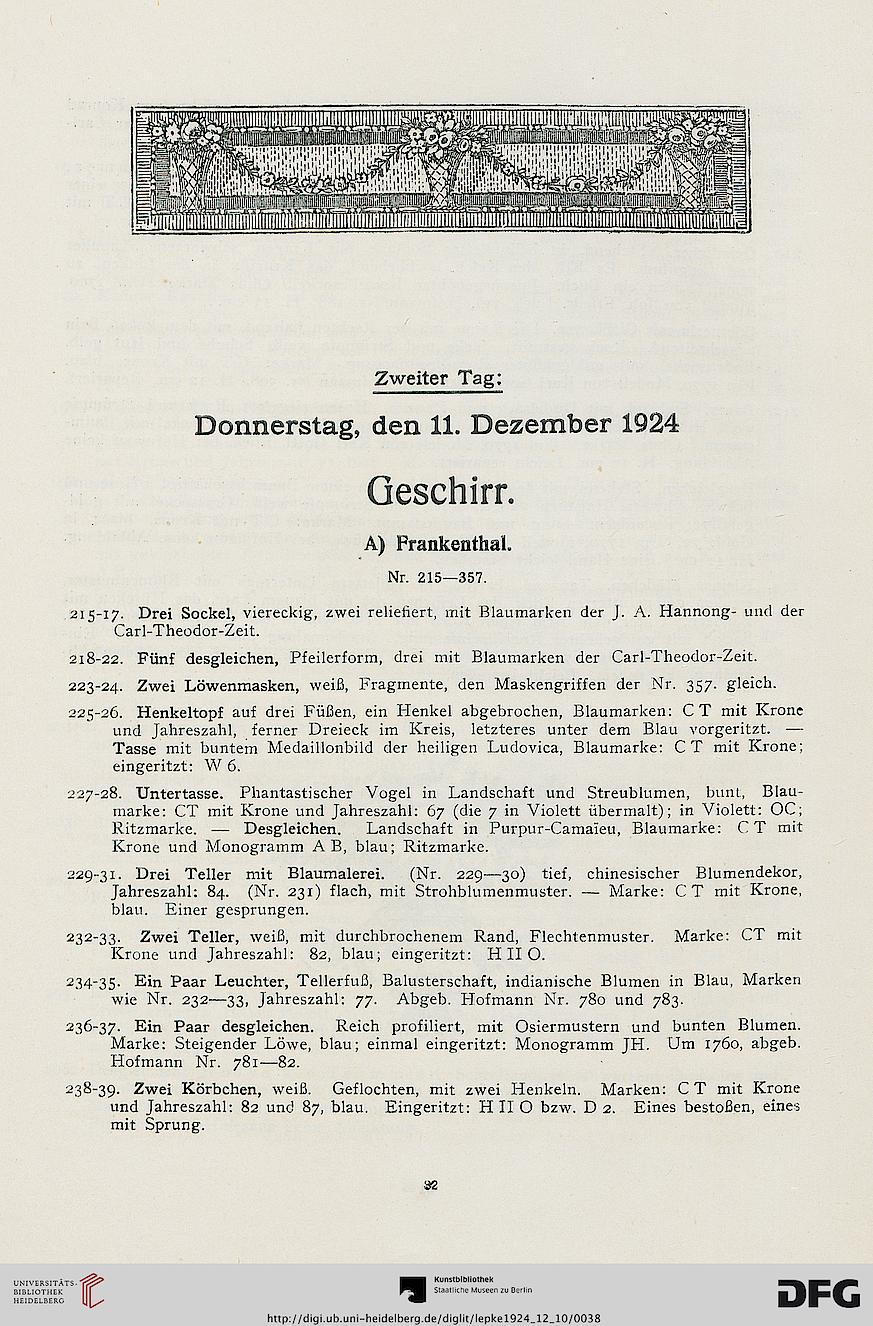 Zweiter Tag:
Donnerstag, den 11. Dezember 1924
Geschirr.
A) Frankenthal.
Nr. 215—357.
215-17. Drei Sockel, viereckig, zwei reliefiert, mit Blaumarken der J. A. Hannong- und der
Carl-Theodor-Zeit.
218-22. Fünf desgleichen, Pfeilerform, drei mit Blaumarken der Carl-Theodor-Zeit.
223-24. Zwei Löwenmasken, weiß, Fragmente, den Maskengriffen der Nr. 357. gleich.
225-26. Henkeltopf auf drei Füßen, ein Henkel abgebrochen, Blaumarken: C T mit Krone
und Jahreszahl, ferner Dreieck im Kreis, letzteres unter dem Blau vorgeritzt. —
Tasse mit buntem Medaillonbild der heiligen Ludovica, Blaumarke: C T mit Krone;
eingeritzt: W 6.
227-28. Untertasse. Phantastischer Vogel in Landschaft und Streublumen, bunt, Blau-
marke: CT mit Krone und Jahreszahl: 67 (die 7 in Violett übermalt); in Violett: OC;
Ritzmarke. — Desgleichen. Landschaft in Purpur-Camaïeu, Blaumarke: C T mit
Krone und Monogramm A B, blau; Ritzmarke.
229-31. Drei Teller mit Blaumalerei. (Nr. 229—30) tief, chinesischer Blumendekor,
Jahreszahl: 84. (Nr. 231) flach, mit Strohblumenmuster. — Marke: C T mit Krone,
blau. Einer gesprungen.
232-33. Zwei Teller, weiß, mit durchbrochenem Rand, Flechtenmuster. Marke: CT mit
Krone und Jahreszahl: 82, blau; eingeritzt: H II O.
234-35. Ein Paar Leuchter, Tellerfuß, Balusterschaft, indianische Blumen in Blau, Marken
wie Nr. 232—33, Jahreszahl: 77. Abgeb. Hofmann Nr. 780 und 783.
236-37. Ein Paar desgleichen. Reich profiliert, mit Osiermustern und bunten Blumen.
Marke: Steigender Löwe, blau; einmal eingeritzt: Monogramm JH. Um 1760, abgeb.
Hofmann Nr. 781—82.
238-39. Zwei Körbchen, weiß. Geflochten, mit zwei Henkeln. Marken: C T mit Krone
und Jahreszahl: 82 und 87, blau. Eingeritzt: H II O bzw. D 2. Eines bestoßen, eines
mit Sprung.
32
UNIVERSITÄTS-
BIBLIOTHEK
HEIDELBERG
Kunstbibliothek
Staatliche Museen zu Berlin
DFG
http://digi.ub.uni-heidelberg.de/diglit/lepke1924_12_10/0038